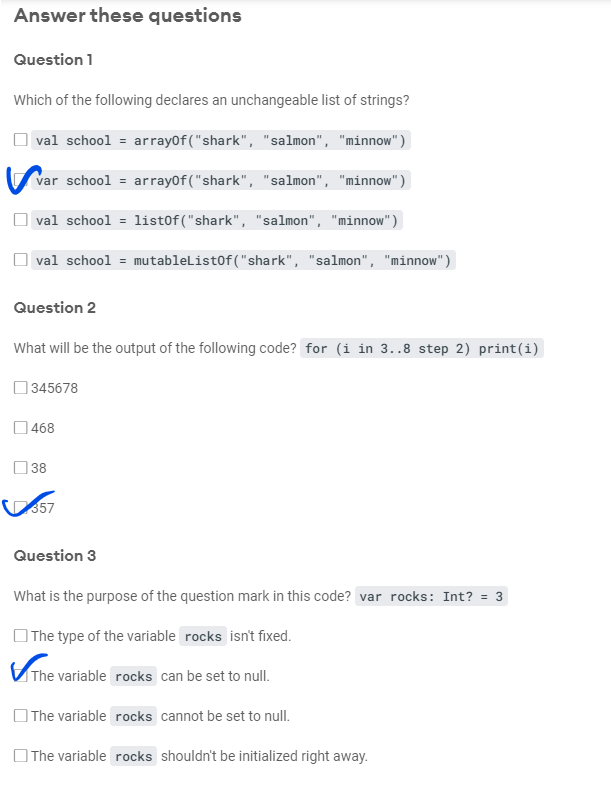 Answer these questions
Question 1
Which of the following declares an unchangeable list of strings?
val school = arrayOf("shark", "salmon", "minnow")
var school = arrayOf("shark", "salmon", "minnow")
val school = listOf("shark", "salmon", "minnow")
val school = mutableListOf("shark", "salmon", "minnow")
Question 2
What will be the output of the following code? for (i in 3..8 step 2) print(i)
345678
468
38
357
Question 3
What is the purpose of the question mark in this code? var rocks: Int? = 3
The type of the variable rocks isn't fixed.
The variable rocks can be set to null.
The variable rocks cannot be set to null.
The variable rocks shouldn't be initialized right away.